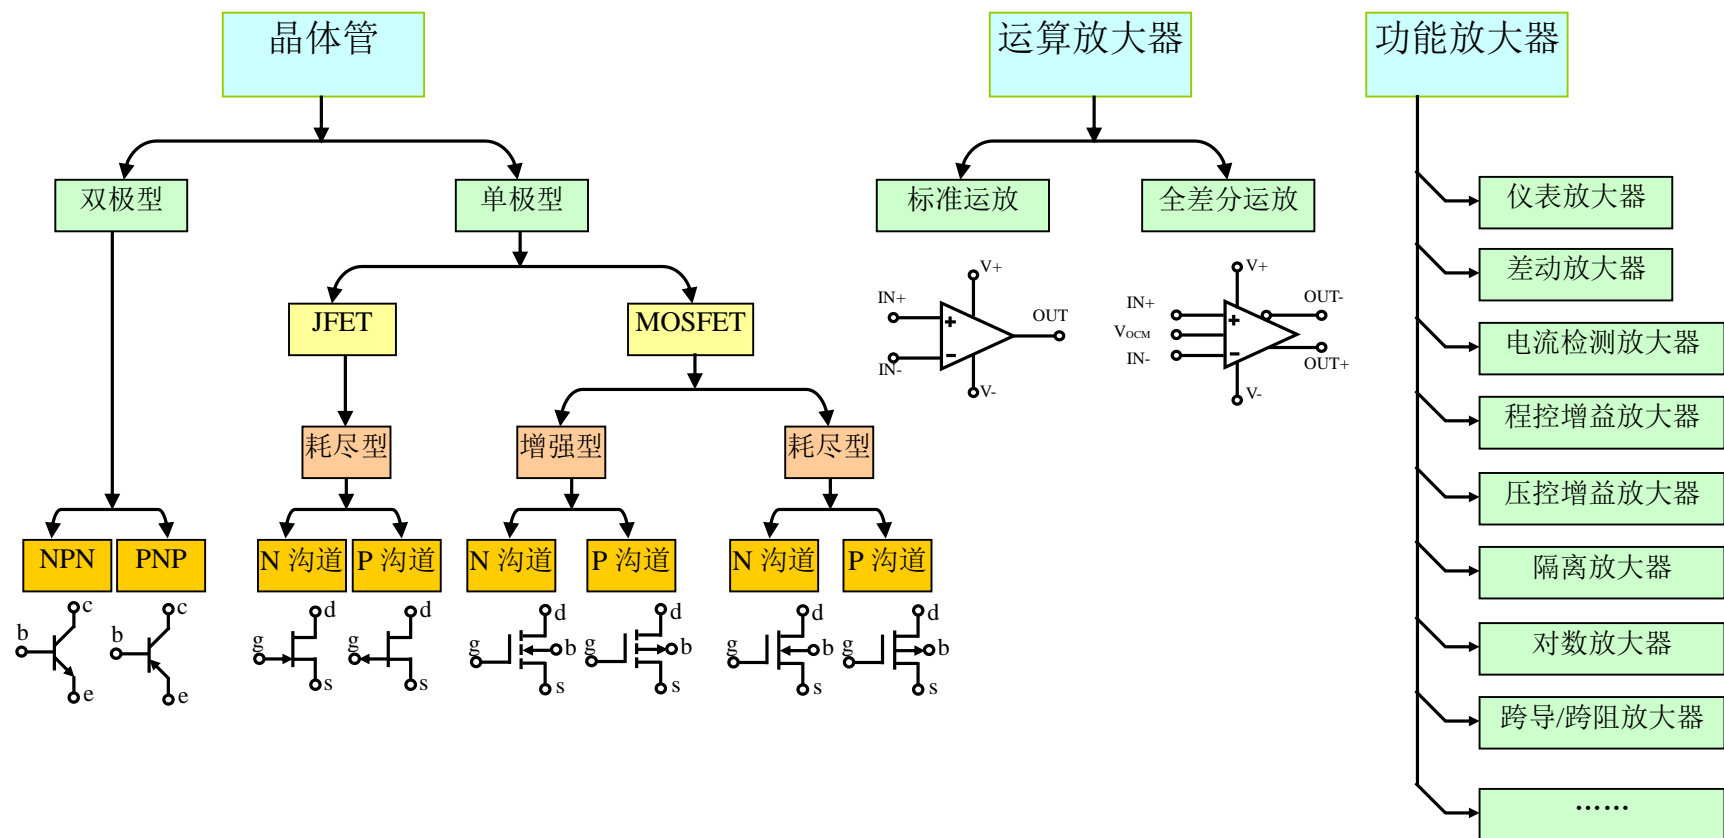 晶体管
运算放大器
功能放大器
双极型
单极型
标准运放
全差分运放
仪表放大器
差动放大器
电流检测放大器
程控增益放大器
压控增益放大器
隔离放大器
对数放大器
跨导/跨阻放大器
……
JFET
MOSFET
耗尽型
增强型
耗尽型
NPN
PNP
N 沟道
P 沟道
N 沟道
P 沟道
N 沟道
P 沟道
c
b
e
c
b
e
d
g
s
d
g
s
d
g
b
s
d
g
b
s
d
g
b
s
d
g
b
s
V+
IN+
OUT
IN-
V-
V+
IN+
OUT-
VOCM
IN-
OUT+
V-